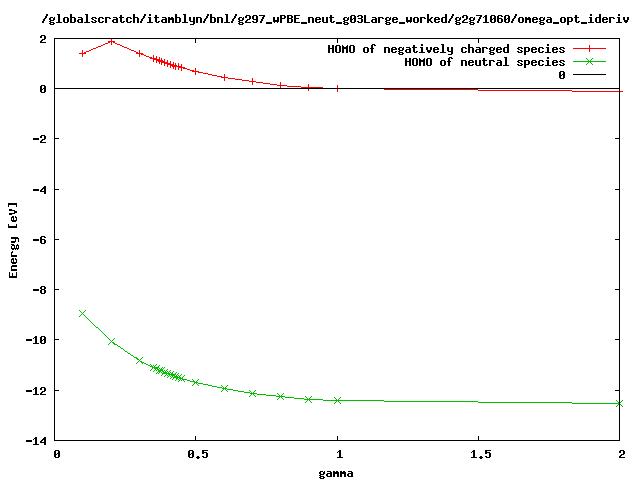 /globalscratch/itamblyn/bnl/g297_wPBE_neut_g03Large_worked/g2g71060/omega_opt_ideriv
HOMO of negatively charged species
HOMO of neutral species
0
2
0
-2
-4
-6
-8
-10
-12
-14
Energy [eV]
0 0.5 1 1.5 2
gamma